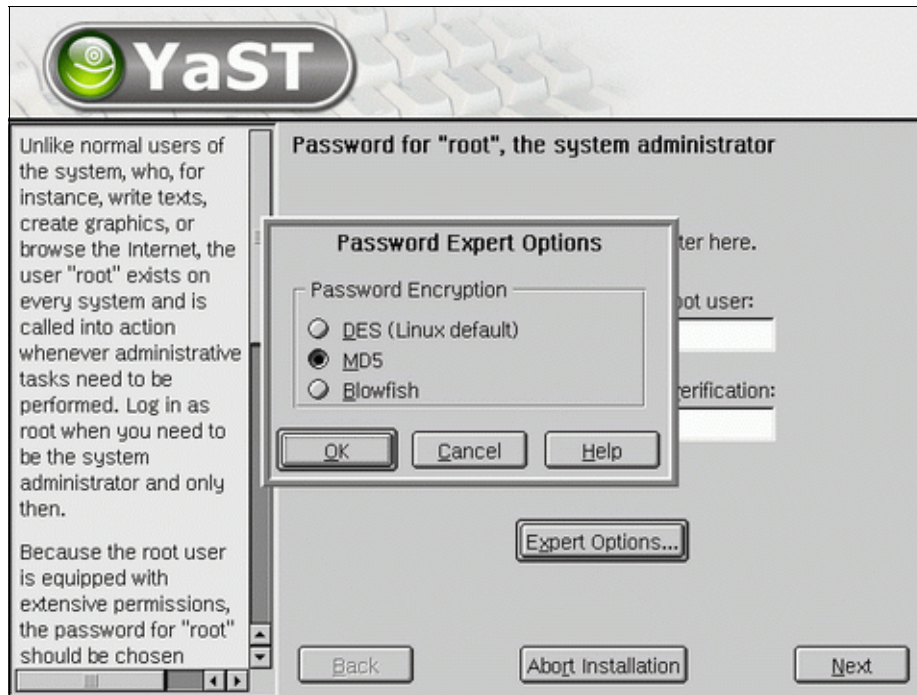 YaST
Unlike normal users of
the system, who, for
instance, write texts,
create graphics, or
browse the Internet, the
user "root" exists on
every system and is
called into action
whenever administrative
tasks need to be
performed. Log in as
root when you need to
be the system
administrator and only
then.
Because the root user
is equipped with
extensive permissions,
the password for "root"
should be chosen
Password for "root", the system administrator
ter here.
oot user:
erification:
Password Expert Options
Password Encryption
DES (Linux default)
MD5
Blowfish
OK
Cancel
Help
Expert Options...
Back
Abort Installation
Next